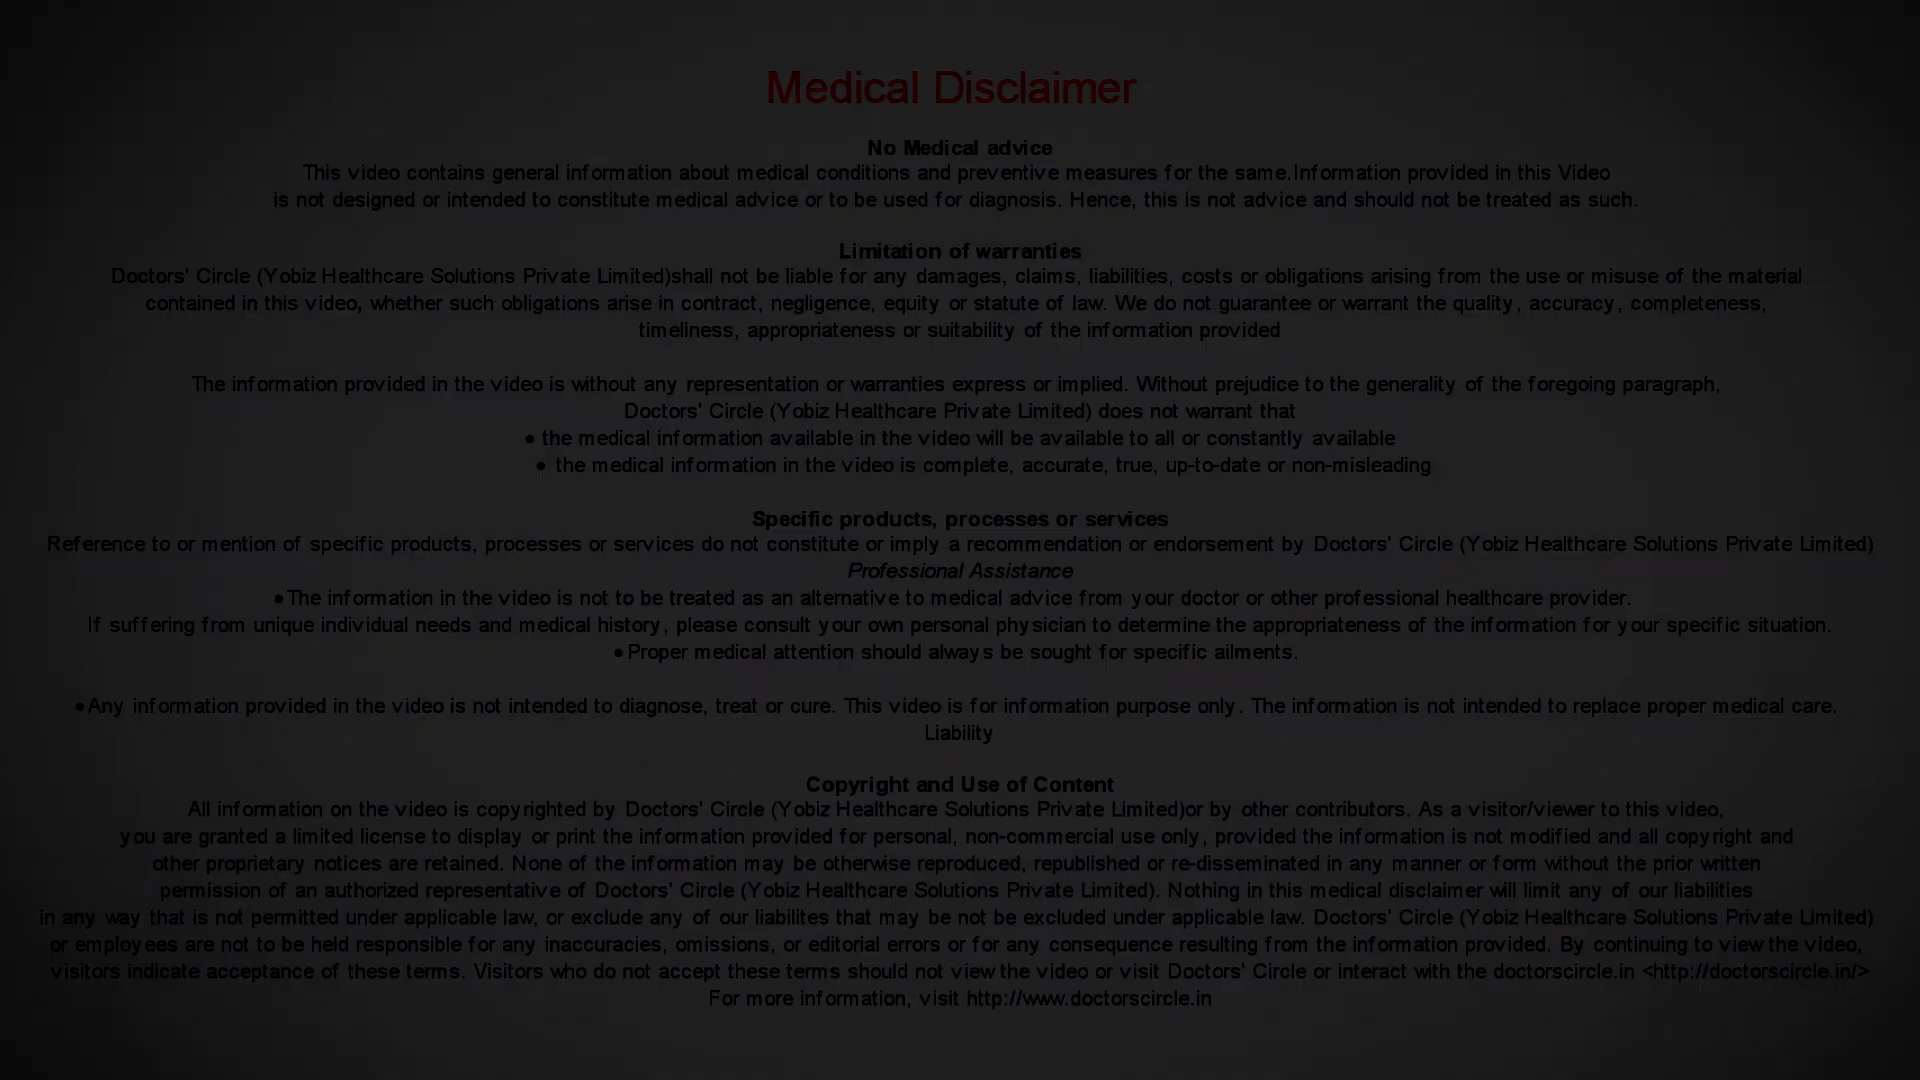 Medical Disclaimer
No Medical advice
This video contains general information about medical conditions and preventive measures for the same.Information provided in this Video
is not designed or intended to constitute medical advice or to be used for diagnosis. Hence, this is not advice and should not be treated as such.
Limitation of warranties
Doctors' Circle (Yobiz Healthcare Solutions Private Limited)shall not be liable for any damages, claims, liabilities, costs or obligations arising from the use or misuse of the material
contained in this video, whether such obligations arise in contract, negligence, equity or statute of law. We do not guarantee or warrant the quality, accuracy, completeness,
timeliness, appropriateness or suitability of the information provided
The information provided in the video is without any representation or warranties express or implied. Without prejudice to the generality of the foregoing paragraph,
Doctors' Circle (Yobiz Healthcare Private Limited) does not warrant that
● the medical information available in the video will be available to all or constantly available
● the medical information in the video is complete, accurate, true, up-to-date or non-misleading
Specific products, processes or services
Reference to or mention of specific products, processes or services do not constitute or imply a recommendation or endorsement by Doctors' Circle (Yobiz Healthcare Solutions Private Limited)
Professional Assistance
●The information in the video is not to be treated as an alternative to medical advice from your doctor or other professional healthcare provider.
If suffering from unique individual needs and medical history, please consult your own personal physician to determine the appropriateness of the information for your specific situation.
●Proper medical attention should always be sought for specific ailments.
●Any information provided in the video is not intended to diagnose, treat or cure. This video is for information purpose only. The information is not intended to replace proper medical care.
Liability
Copyright and Use of Content
All information on the video is copyrighted by Doctors' Circle (Yobiz Healthcare Solutions Private Limited)or by other contributors. As a visitor/viewer to this video,
you are granted a limited license to display or print the information provided for personal, non-commercial use only, provided the information is not modified and all copyright and
other proprietary notices are retained. None of the information may be otherwise reproduced, republished or re-disseminated in any manner or form without the prior written
permission of an authorized representative of Doctors' Circle (Yobiz Healthcare Solutions Private Limited). Nothing in this medical disclaimer will limit any of our liabilities
in any way that is not permitted under applicable law, or exclude any of our liabilites that may be not be excluded under applicable law. Doctors' Circle (Yobiz Healthcare Solutions Private Limited)
or employees are not to be held responsible for any inaccuracies, omissions, or editorial errors or for any consequence resulting from the information provided. By continuing to view the video,
visitors indicate acceptance of these terms. Visitors who do not accept these terms should not view the video or visit Doctors' Circle or interact with the doctorscircle.in <http://doctorscircle.in/>
For more information, visit http://www.doctorscircle.in